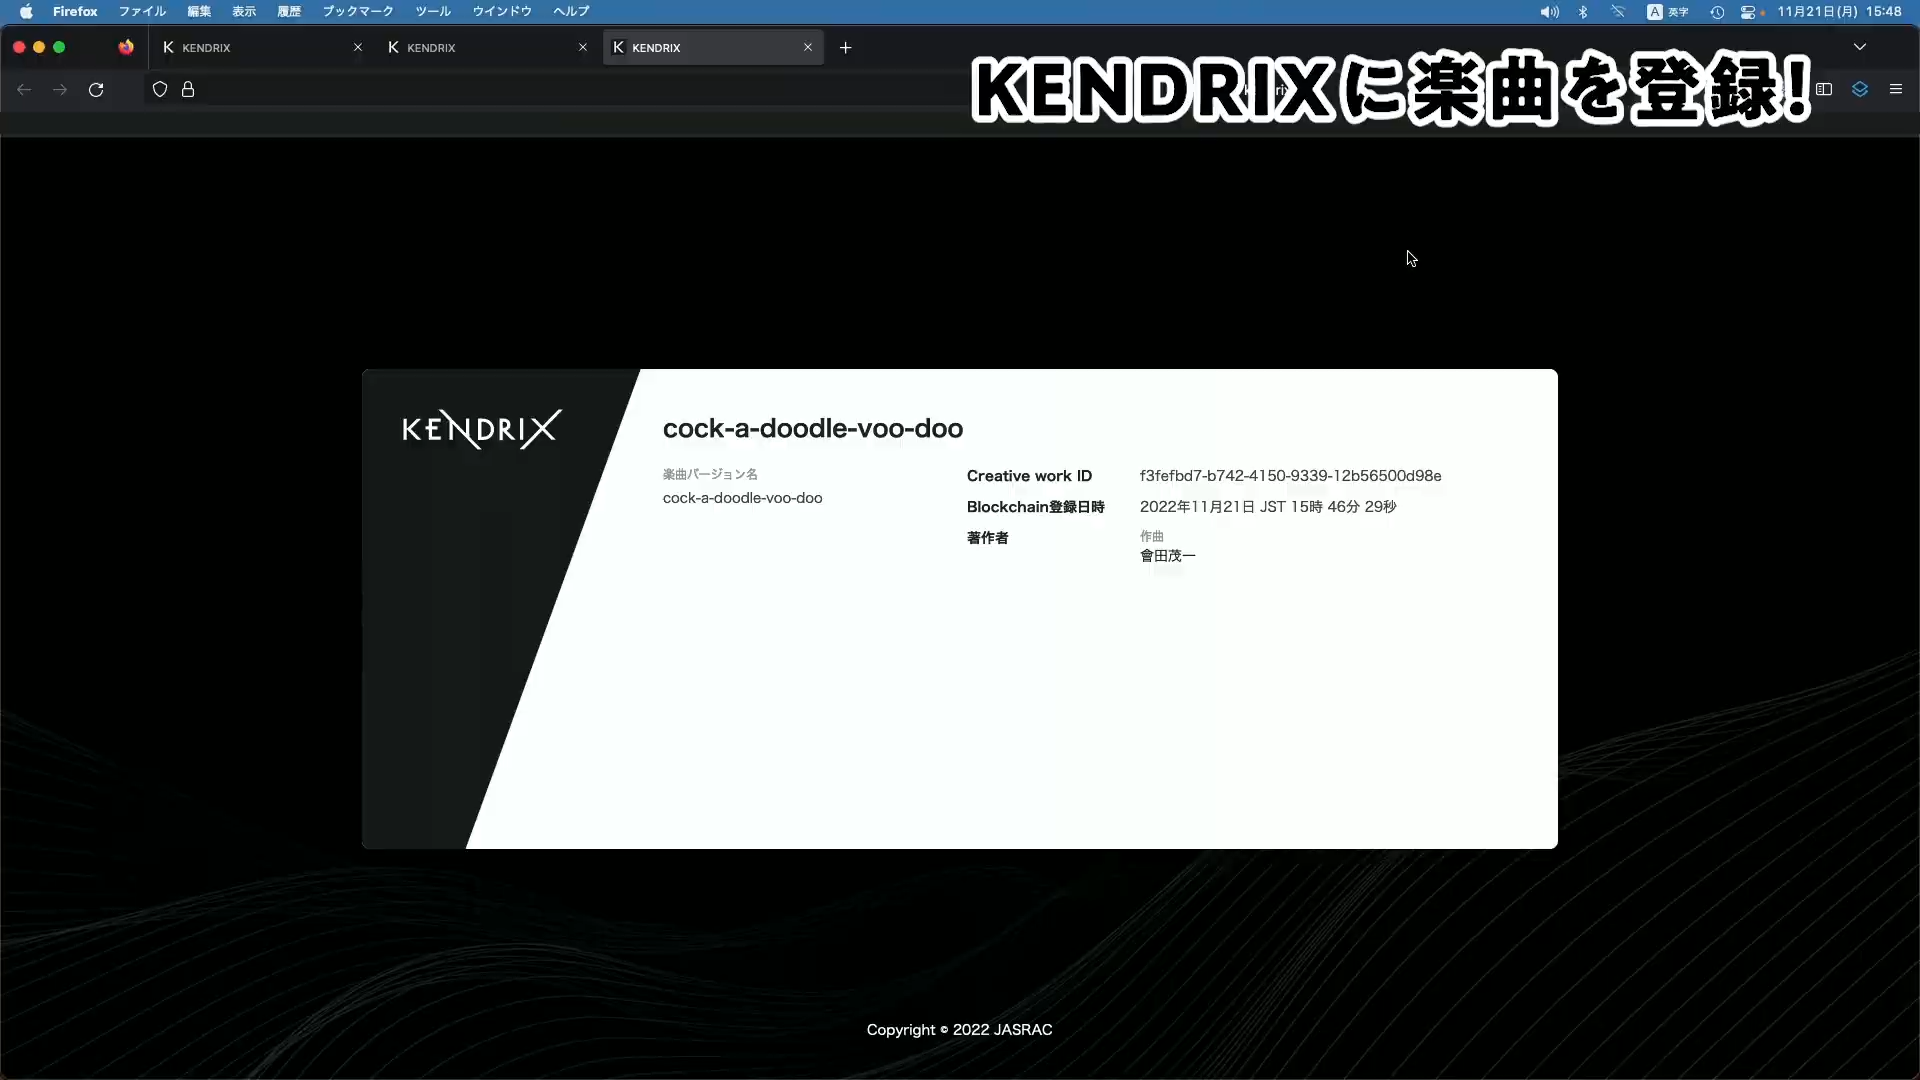 Firefox ファイル 編集 表示 履歴 ブックマーク ツール ウインドウ ヘルプ A 英字 11月21日(月) 15:48
KENDRIX KENDRIX KENDRIX
KENDRIXに楽曲を登録!
KENDRIX
cock-a-doodle-voo-doo
楽曲バージョン名
cock-a-doodle-voo-doo
Creative work ID f3fefbd7-b742-4150-9339-12b56500d98e
Blockchain登録日時 2022年11月21日 JST 15時 46分 29秒
著作者 作曲
會田茂一
Copyright © 2022 JASRAC